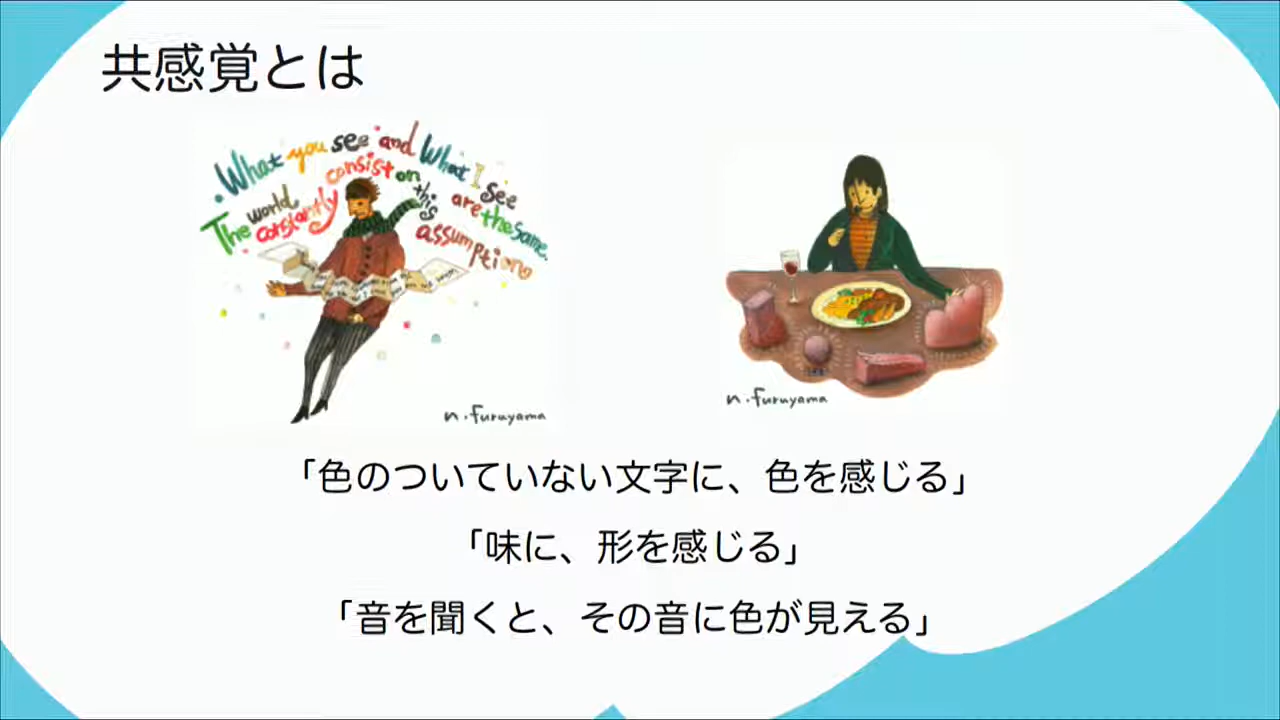 共感覚とは
What you see and What I see
The world constantly consist on this are the same.
assumption
n.furuyama
n.furuyama
「色のついていない文字に、色を感じる」
「味に、形を感じる」
「音を聞くと、その音に色が見える」